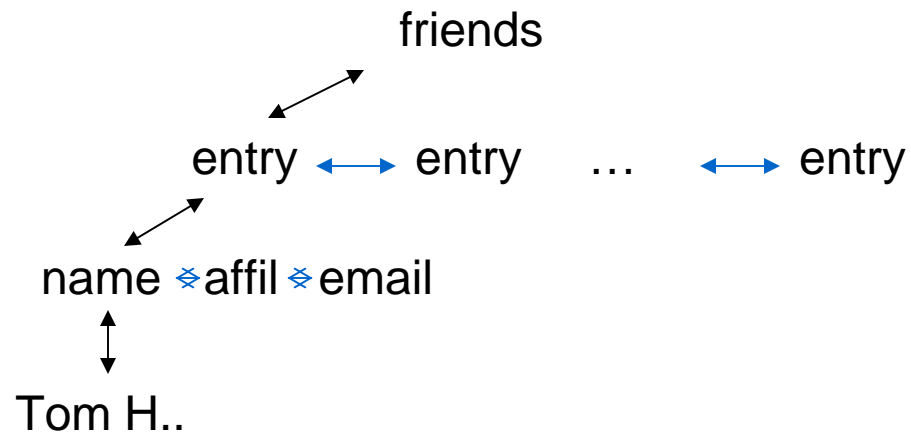 friends
entry entry … entry
name affil email
Tom H..